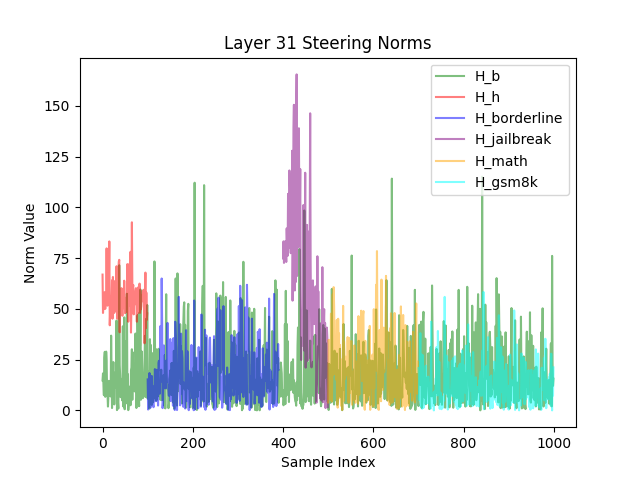 Layer 31 Steering Norms
Norm Value
150
125
100
75
50
25
0
H_b
H_h
H_borderline
H_jailbreak
H_math
H_gsm8k
0 200 400 600 800 1000
Sample Index